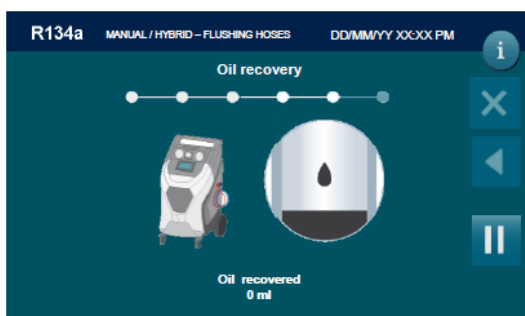 R134a MANUAL / HYBRID – FLUSHING HOSES DD/MM/YY XX:XX PM
i
Oil recovery
Oil recovered
0 ml